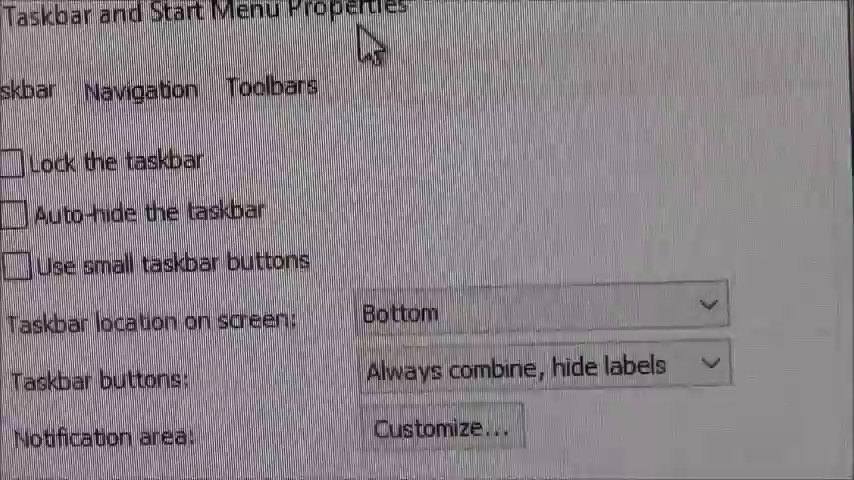 Taskbar and Start Menu Properties
skbar Navigation Toolbars
Lock the taskbar
Auto-hide the taskbar
Use small taskbar buttons
Taskbar location on screen: Bottom
Taskbar buttons: Always combine, hide labels
Notification area: Customize...